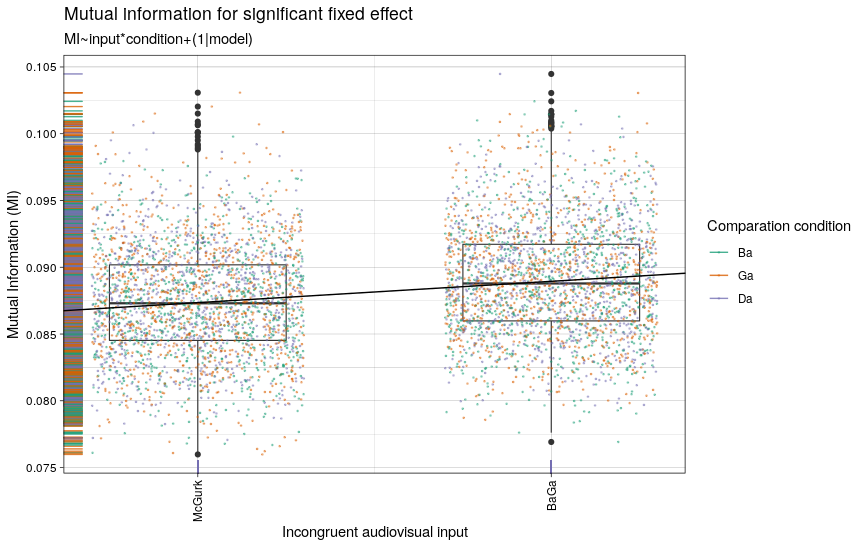 Mutual information for significant fixed effect
MI~input*condition+(1|model)
Mutual Information (MI)
0.105
0.100
0.095
0.090
0.085
0.080
0.075
McGurk
BaGa
Incongruent audiovisual input
Comparation condition
Ba
Ga
Da